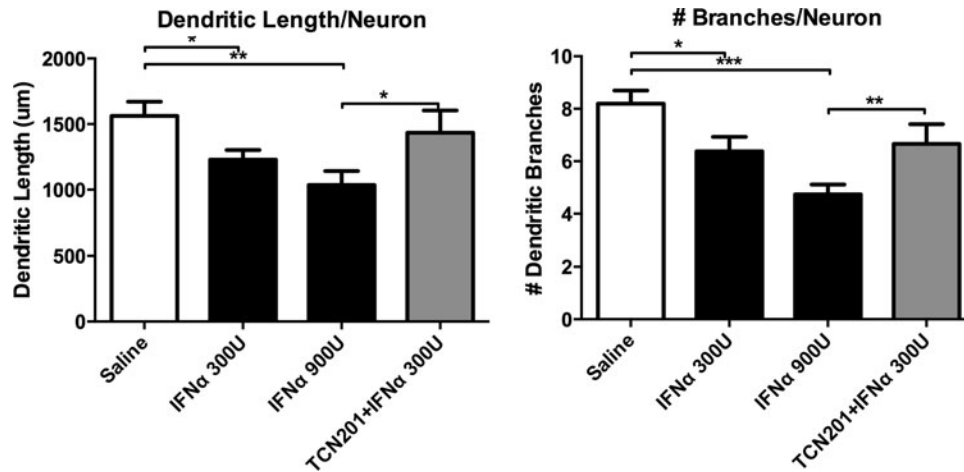 Dendritic Length/Neuron
Dendritic Length (um)
2000
1500
1000
500
0
*
**
*
Saline
IFNα 300U
IFNα 900U
TCN201+IFNα 300U
# Branches/Neuron
# Dendritic Branches
10
8
6
4
2
0
*
***
**
Saline
IFNα 300U
IFNα 900U
TCN201+IFNα 300U